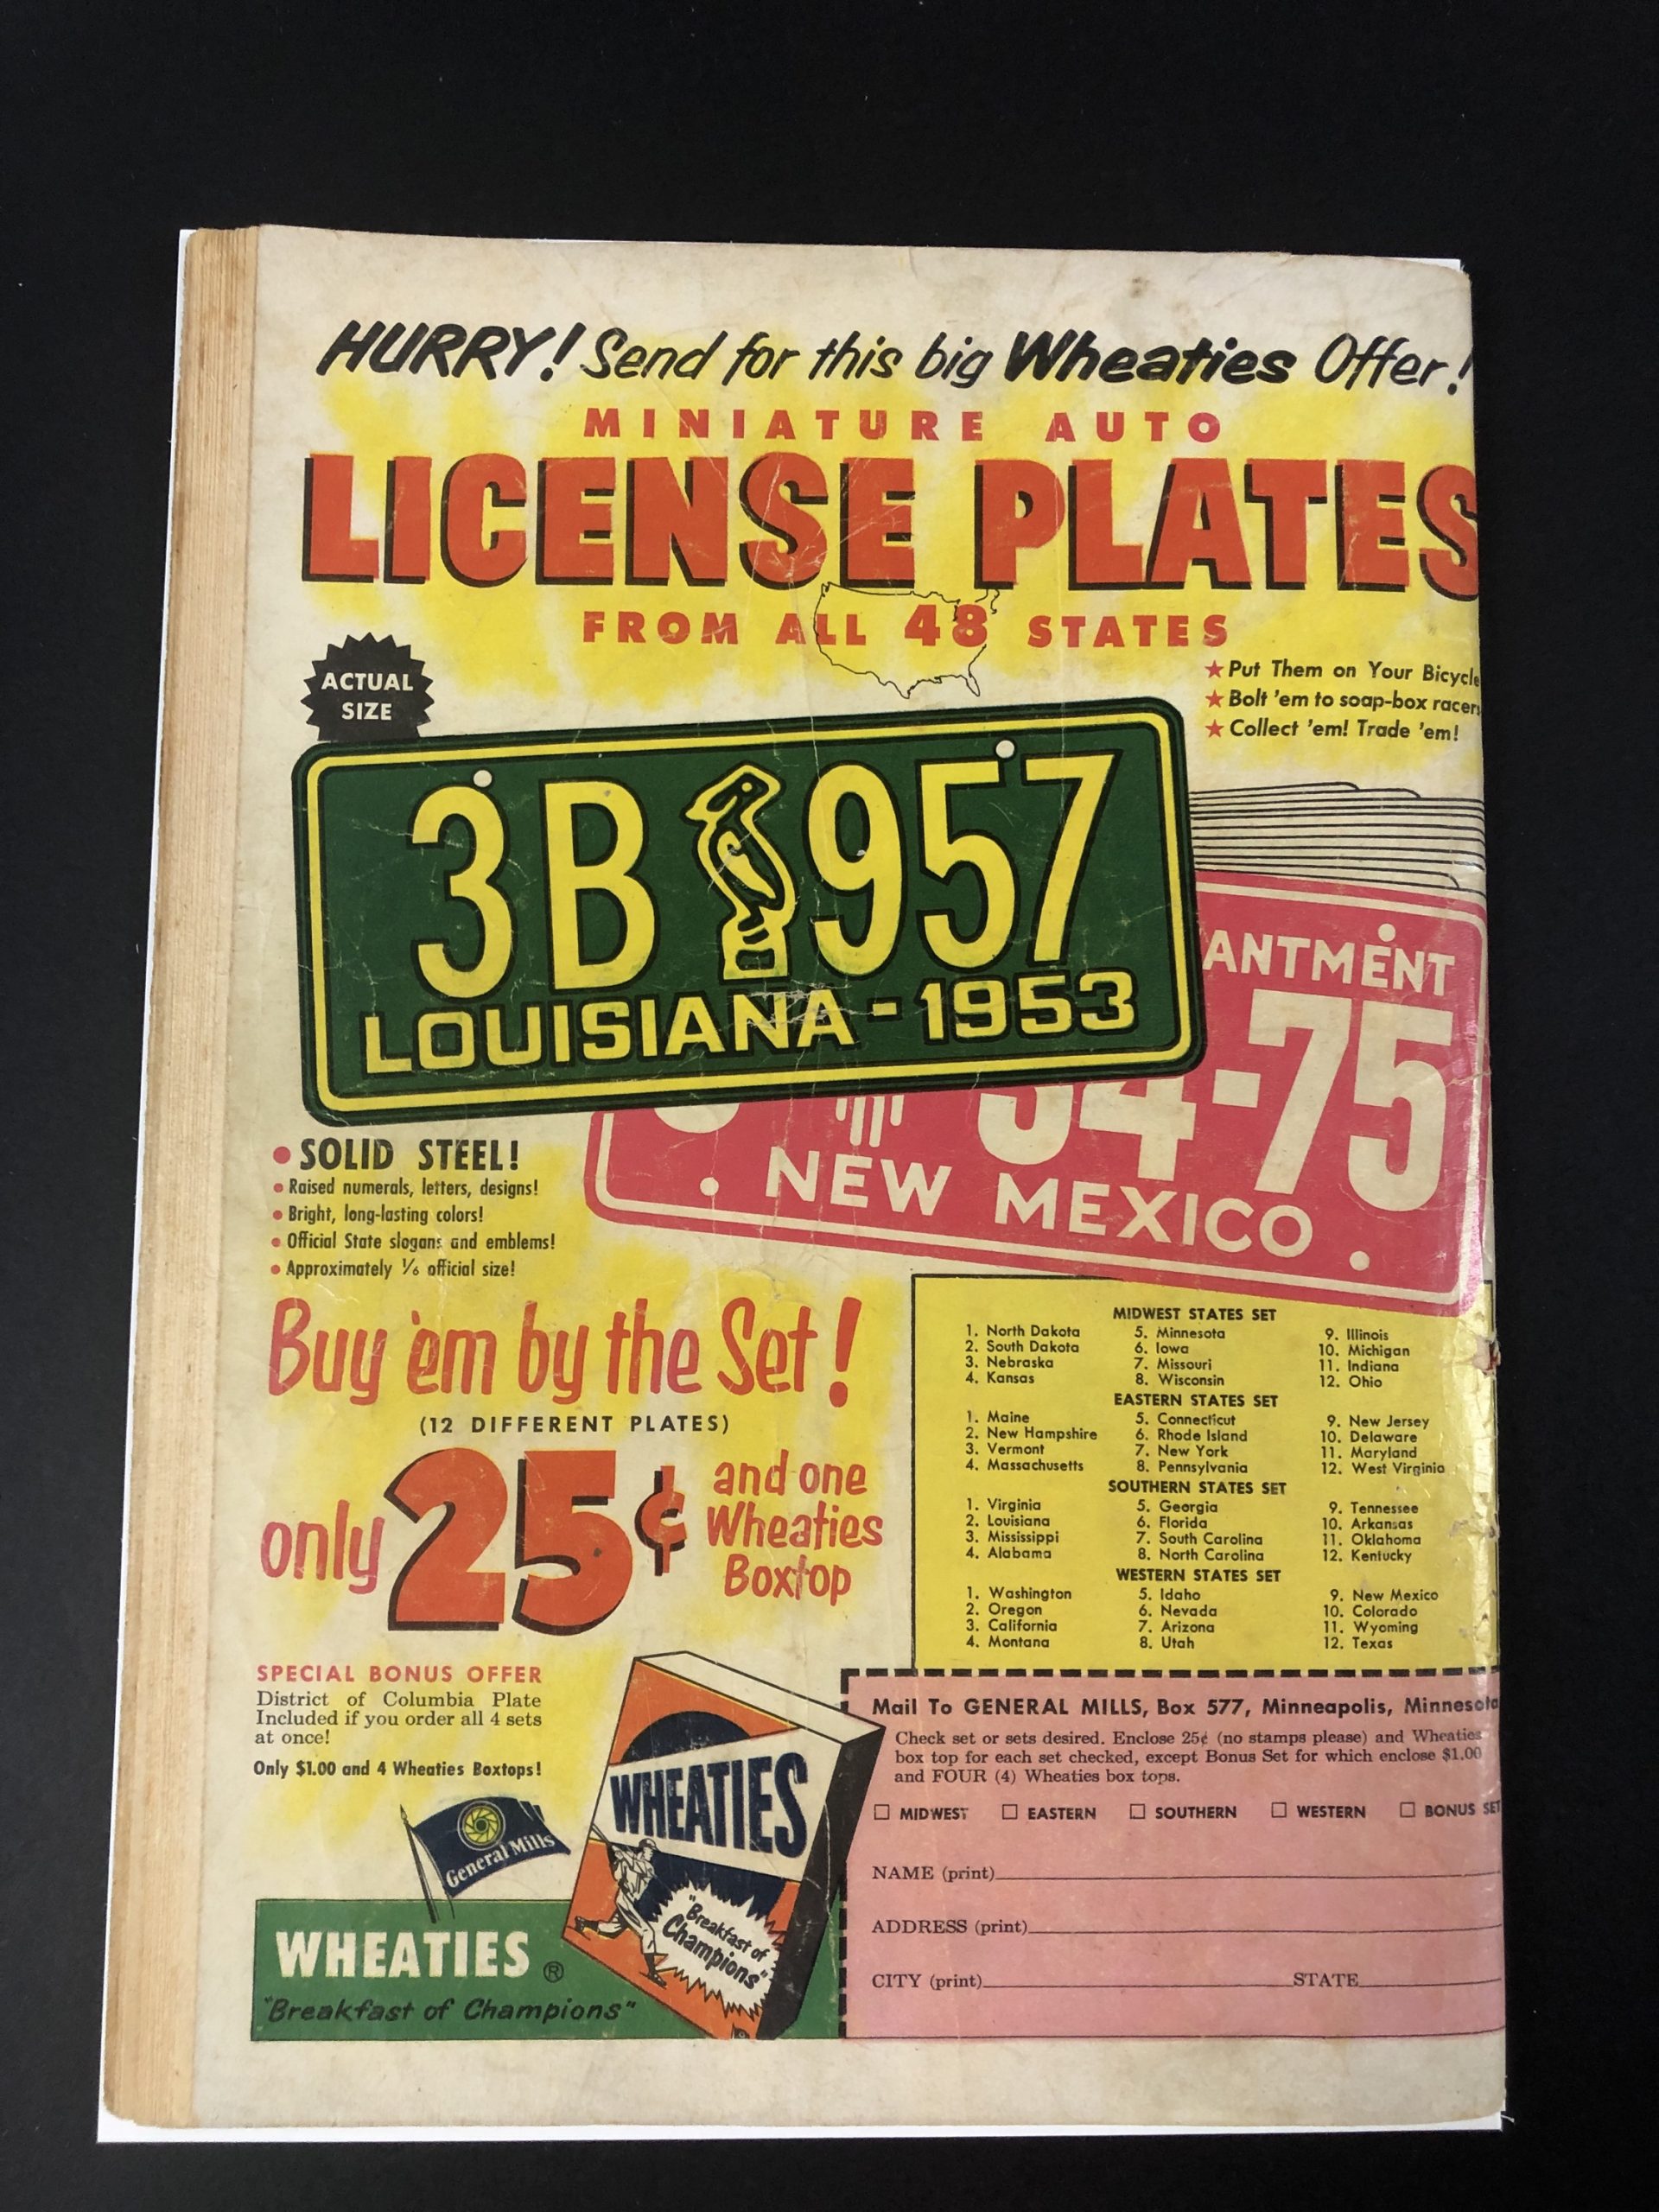 HURRY! Send for this big Wheaties Offer!
MINIATURE AUTO
LICENSE PLATES
FROM ALL 48 STATES
ACTUAL
SIZE
★ Put Them on Your Bicycle
★ Bolt 'em to soap-box racers
★ Collect 'em! Trade 'em!
3B 957
LOUISIANA - 1953
ANTMENT
54-75
NEW MEXICO
• SOLID STEEL!
• Raised numerals, letters, designs!
• Bright, long-lasting colors!
• Official State slogans and emblems!
• Approximately 1/6 official size!
Buy 'em by the Set!
(12 DIFFERENT PLATES)
only 25¢ and one
Wheaties
Boxtop
MIDWEST STATES SET
1. North Dakota 5. Minnesota 9. Illinois
2. South Dakota 6. Iowa 10. Michigan
3. Nebraska 7. Missouri 11. Indiana
4. Kansas 8. Wisconsin 12. Ohio
EASTERN STATES SET
1. Maine 5. Connecticut 9. New Jersey
2. New Hampshire 6. Rhode Island 10. Delaware
3. Vermont 7. New York 11. Maryland
4. Massachusetts 8. Pennsylvania 12. West Virginia
SOUTHERN STATES SET
1. Virginia 5. Georgia 9. Tennessee
2. Louisiana 6. Florida 10. Arkansas
3. Mississippi 7. South Carolina 11. Oklahoma
4. Alabama 8. North Carolina 12. Kentucky
WESTERN STATES SET
1. Washington 5. Idaho 9. New Mexico
2. Oregon 6. Nevada 10. Colorado
3. California 7. Arizona 11. Wyoming
4. Montana 8. Utah 12. Texas
SPECIAL BONUS OFFER
District of Columbia Plate
Included if you order all 4 sets
at once!
Only $1.00 and 4 Wheaties Boxtops!
General Mills
WHEATIES
"Breakfast of
Champions"
WHEATIES ®
"Breakfast of Champions"
Mail To GENERAL MILLS, Box 577, Minneapolis, Minnesota
Check set or sets desired. Enclose 25¢ (no stamps please) and Wheaties
box top for each set checked, except Bonus Set for which enclose $1.00
and FOUR (4) Wheaties box tops.
☐ MIDWEST ☐ EASTERN ☐ SOUTHERN ☐ WESTERN ☐ BONUS SET
NAME (print)
ADDRESS (print)
CITY (print) STATE